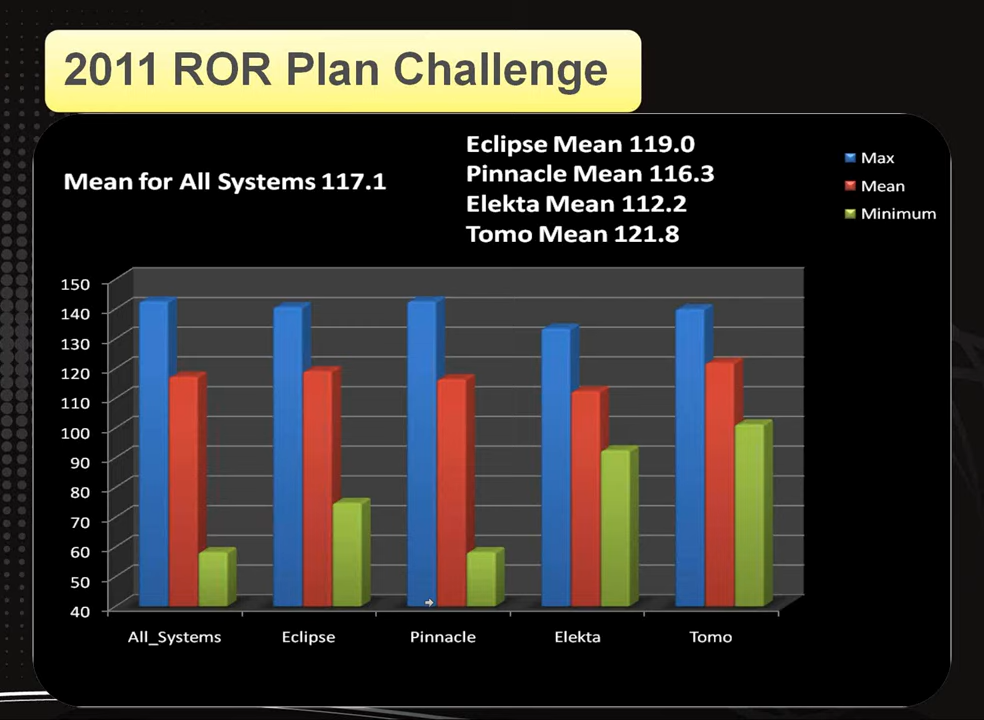 2011 ROR Plan Challenge
Mean for All Systems 117.1
Eclipse Mean 119.0
Pinnacle Mean 116.3
Elekta Mean 112.2
Tomo Mean 121.8
Max
Mean
Minimum
150
140
130
120
110
100
90
80
70
60
50
40
All_Systems
Eclipse
Pinnacle
Elekta
Tomo